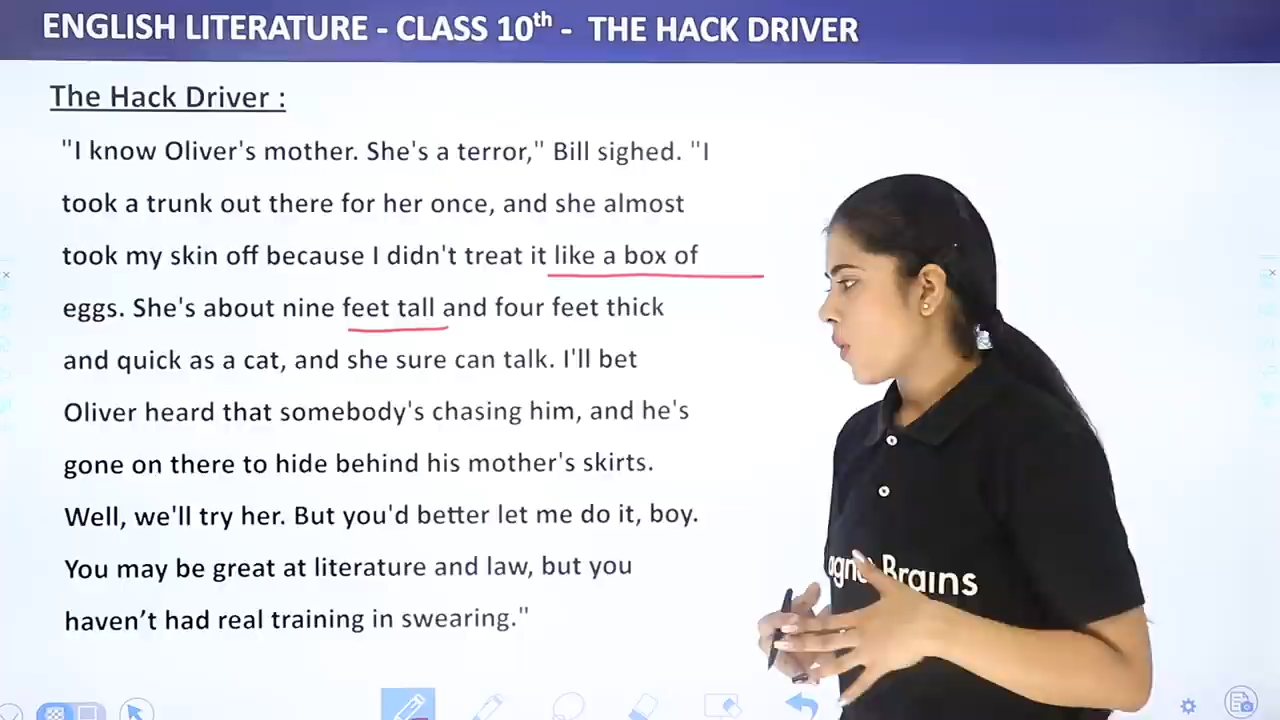 ENGLISH LITERATURE - CLASS 10th - THE HACK DRIVER
The Hack Driver :
"I know Oliver's mother. She's a terror," Bill sighed. "I
took a trunk out there for her once, and she almost
took my skin off because I didn't treat it like a box of
eggs. She's about nine feet tall and four feet thick
and quick as a cat, and she sure can talk. I'll bet
Oliver heard that somebody's chasing him, and he's
gone on there to hide behind his mother's skirts.
Well, we'll try her. But you'd better let me do it, boy.
You may be great at literature and law, but you
haven't had real training in swearing."
Brains